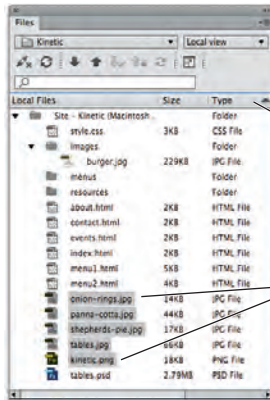 Files
Kinetic Local view
Local Files Size Type
Site - Kinetic (Macintosh... Folder
style.css 3KB CSS File
images Folder
burger.jpg 229KB JPG File
menus Folder
resources Folder
about.html 2KB HTML File
contact.html 2KB HTML File
events.html 2KB HTML File
index.html 2KB HTML File
menu1.html 5KB HTML File
menu2.html 4KB HTML File
onion-rings.jpg 14KB JPG File
panna-cotta.jpg 44KB JPG File
shepherds-pie.jpg 17KB JPG File
tables.jpg 66KB JPG File
kinetic.png 18KB PNG File
tables.psd 2.79MB PSD File